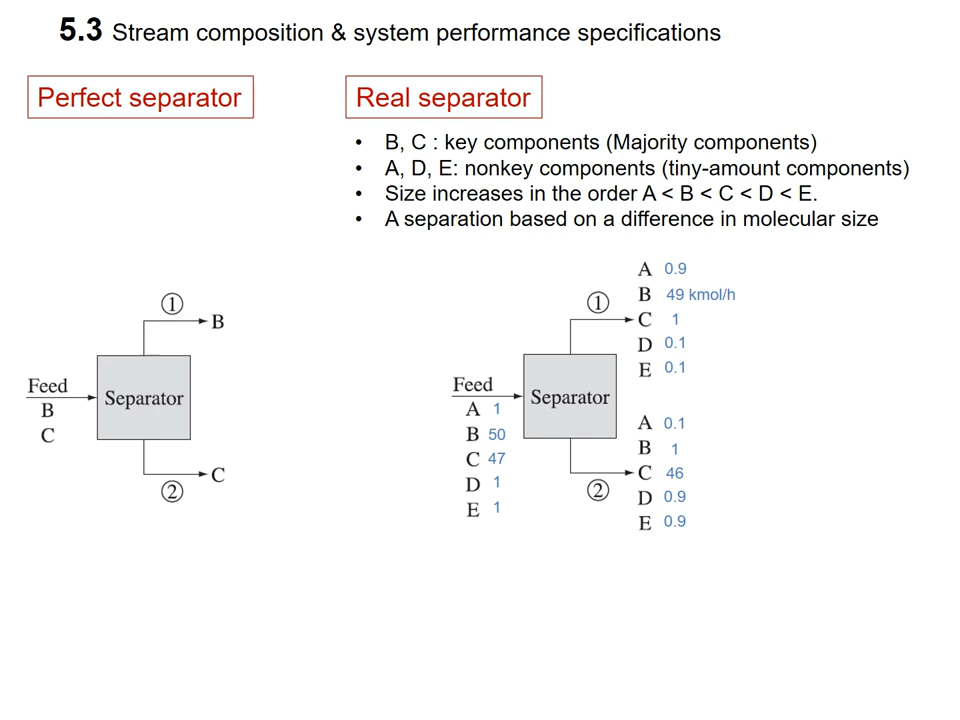 5.3 Stream composition & system performance specifications
Perfect separator
Real separator
• B, C : key components (Majority components)
• A, D, E: nonkey components (tiny-amount components)
• Size increases in the order A < B < C < D < E.
• A separation based on a difference in molecular size
①
B
Feed
B
C
Separator
C
②
A 0.9
B 49 kmol/h
C 1
D 0.1
E 0.1
①
Feed
A 1
B 50
C 47
D 1
E 1
Separator
A 0.1
B 1
C 46
D 0.9
E 0.9
②